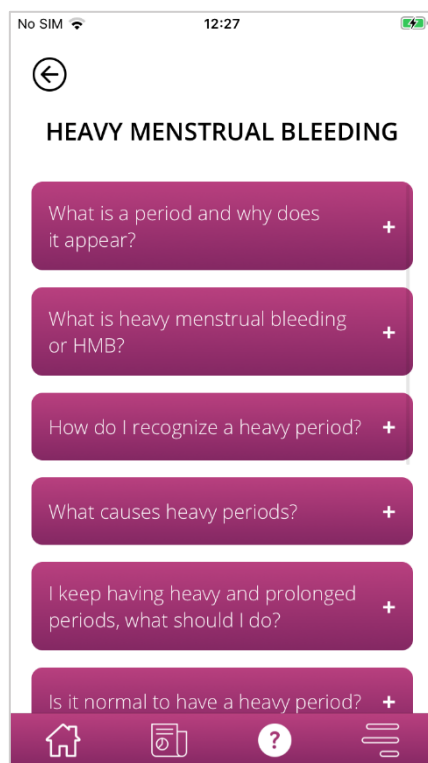 No SIM 12:27
HEAVY MENSTRUAL BLEEDING
What is a period and why does
it appear?
+
What is heavy menstrual bleeding
or HMB?
+
How do I recognize a heavy period? +
What causes heavy periods? +
I keep having heavy and prolonged
periods, what should I do?
+
Is it normal to have a heavy period? +
?